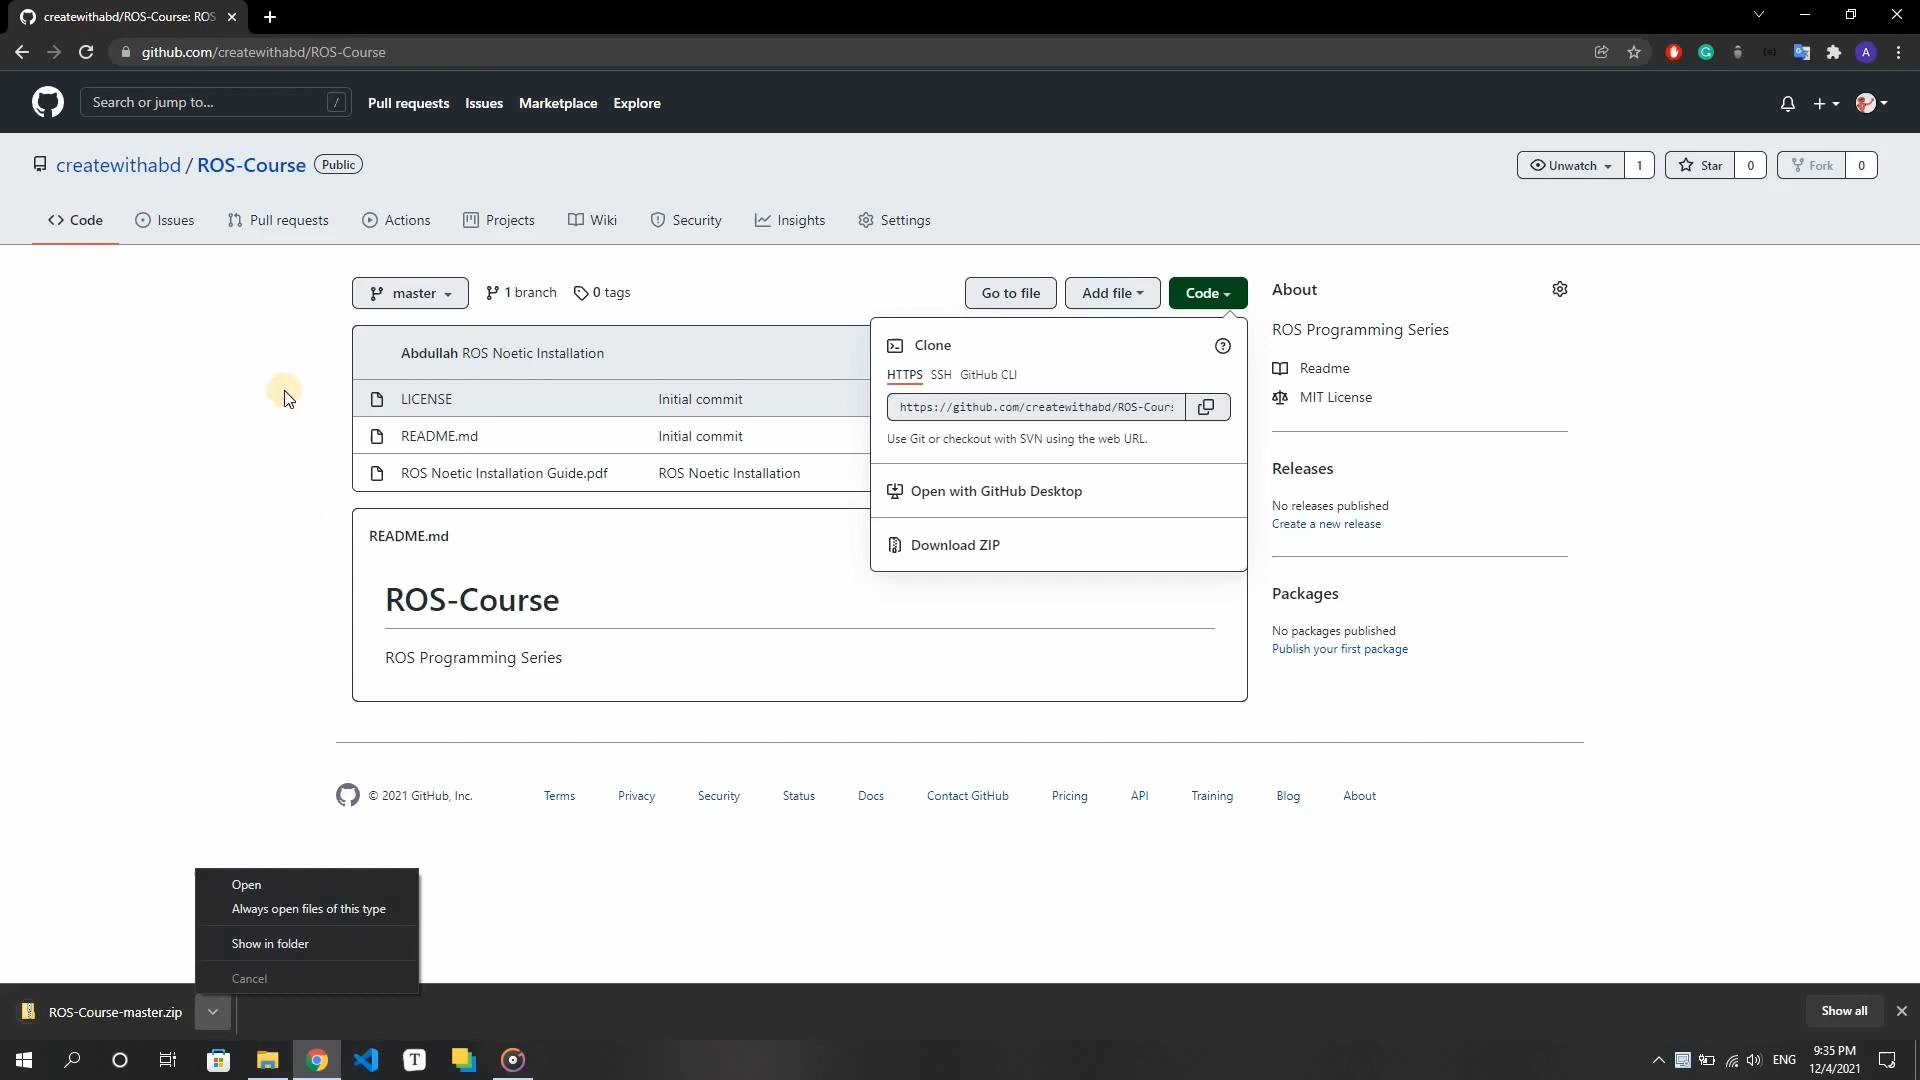 createwithabd/ROS-Course: ROS
github.com/createwithabd/ROS-Course
A
Search or jump to...
/
Pull requests
Issues
Marketplace
Explore
createwithabd / ROS-Course
Public
Unwatch
1
Star
0
Fork
0
Code
Issues
Pull requests
Actions
Projects
Wiki
Security
Insights
Settings
master
1 branch
0 tags
Go to file
Add file
Code
About
ROS Programming Series
Readme
MIT License
Abdullah ROS Noetic Installation
LICENSE
Initial commit
README.md
Initial commit
ROS Noetic Installation Guide.pdf
ROS Noetic Installation
Clone
HTTPS
SSH
GitHub CLI
https://github.com/createwithabd/ROS-Cour
Use Git or checkout with SVN using the web URL.
Open with GitHub Desktop
Download ZIP
Releases
No releases published
Create a new release
Packages
No packages published
Publish your first package
README.md
ROS-Course
ROS Programming Series
© 2021 GitHub, Inc.
Terms
Privacy
Security
Status
Docs
Contact GitHub
Pricing
API
Training
Blog
About
Open
Always open files of this type
Show in folder
Cancel
ROS-Course-master.zip
Show all
T
ENG
9:35 PM
12/4/2021